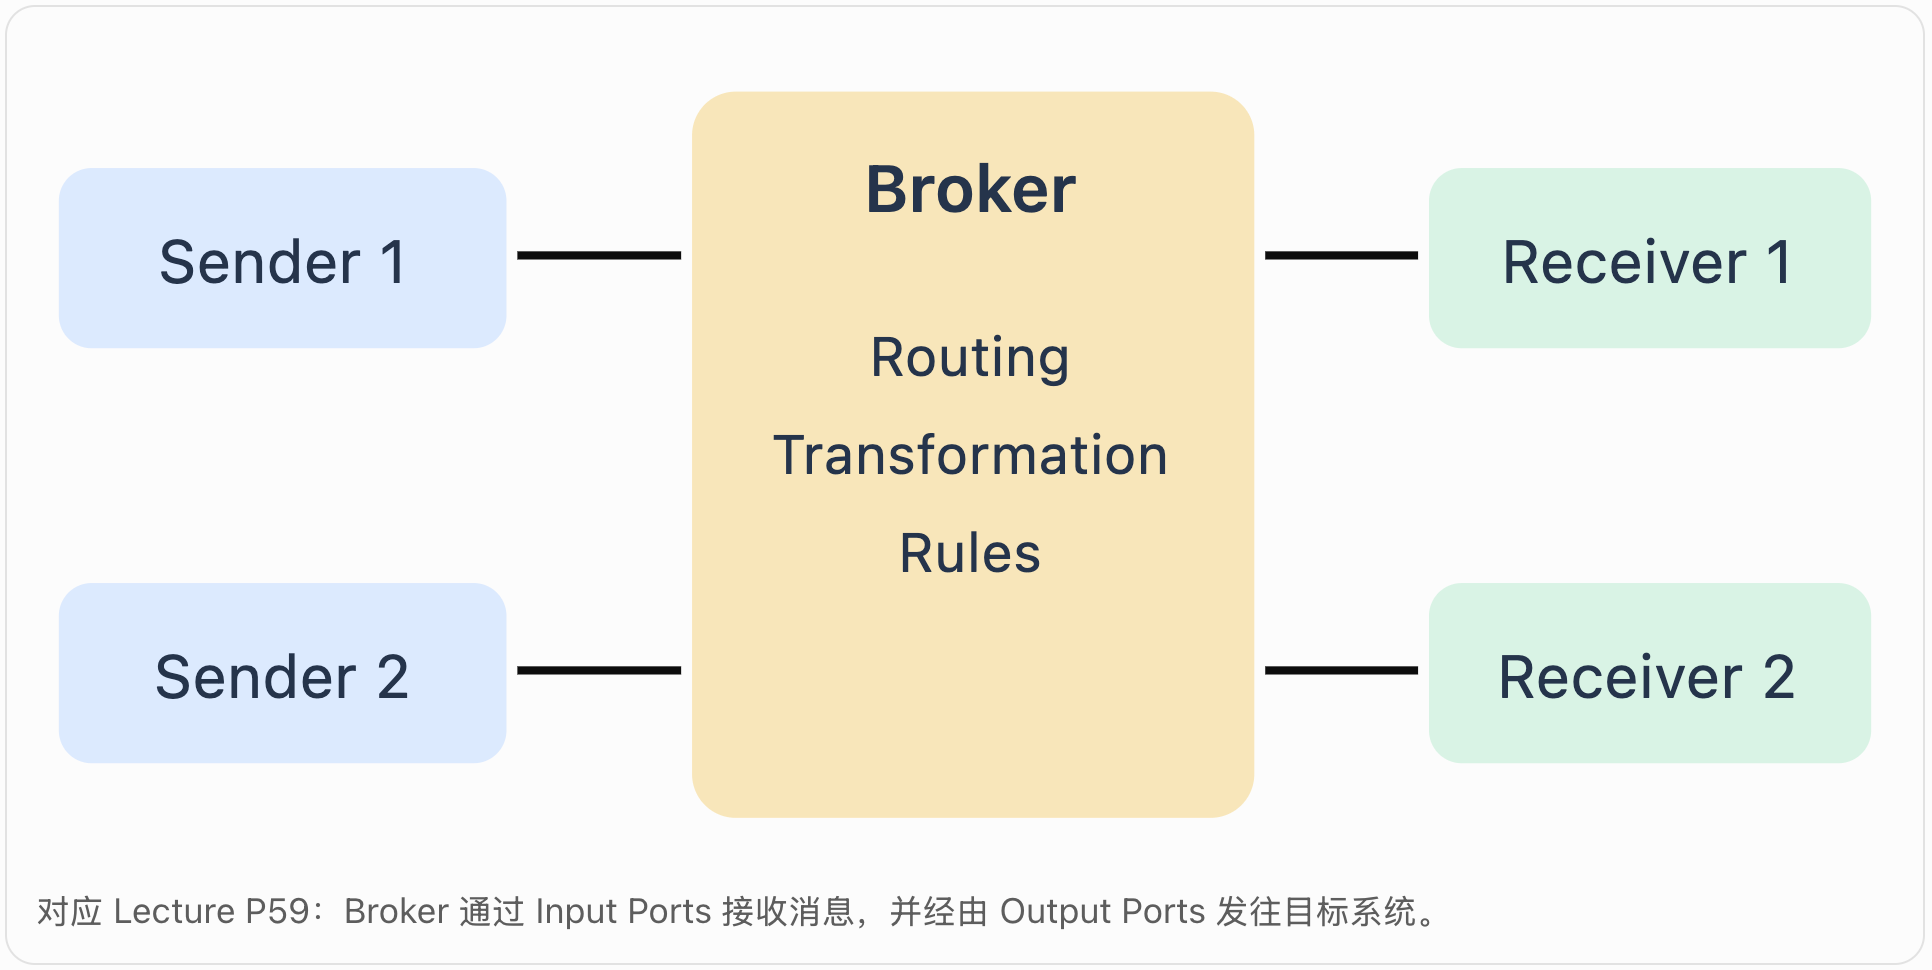 Broker
Sender 1
Receiver 1
Routing
Transformation
Rules
Sender 2
Receiver 2
对应 Lecture P59：Broker 通过 Input Ports 接收消息，并经由 Output Ports 发往目标系统。